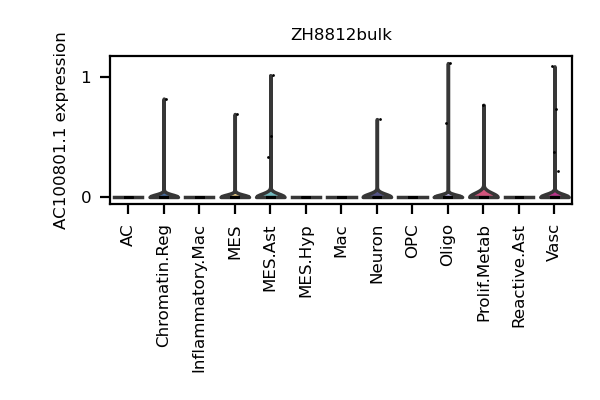 ZH8812bulk
AC100801.1 expression
1
0
AC
Chromatin.Reg
Inflammatory.Mac
MES
MES.Ast
MES.Hyp
Mac
Neuron
OPC
Oligo
Prolif.Metab
Reactive.Ast
Vasc